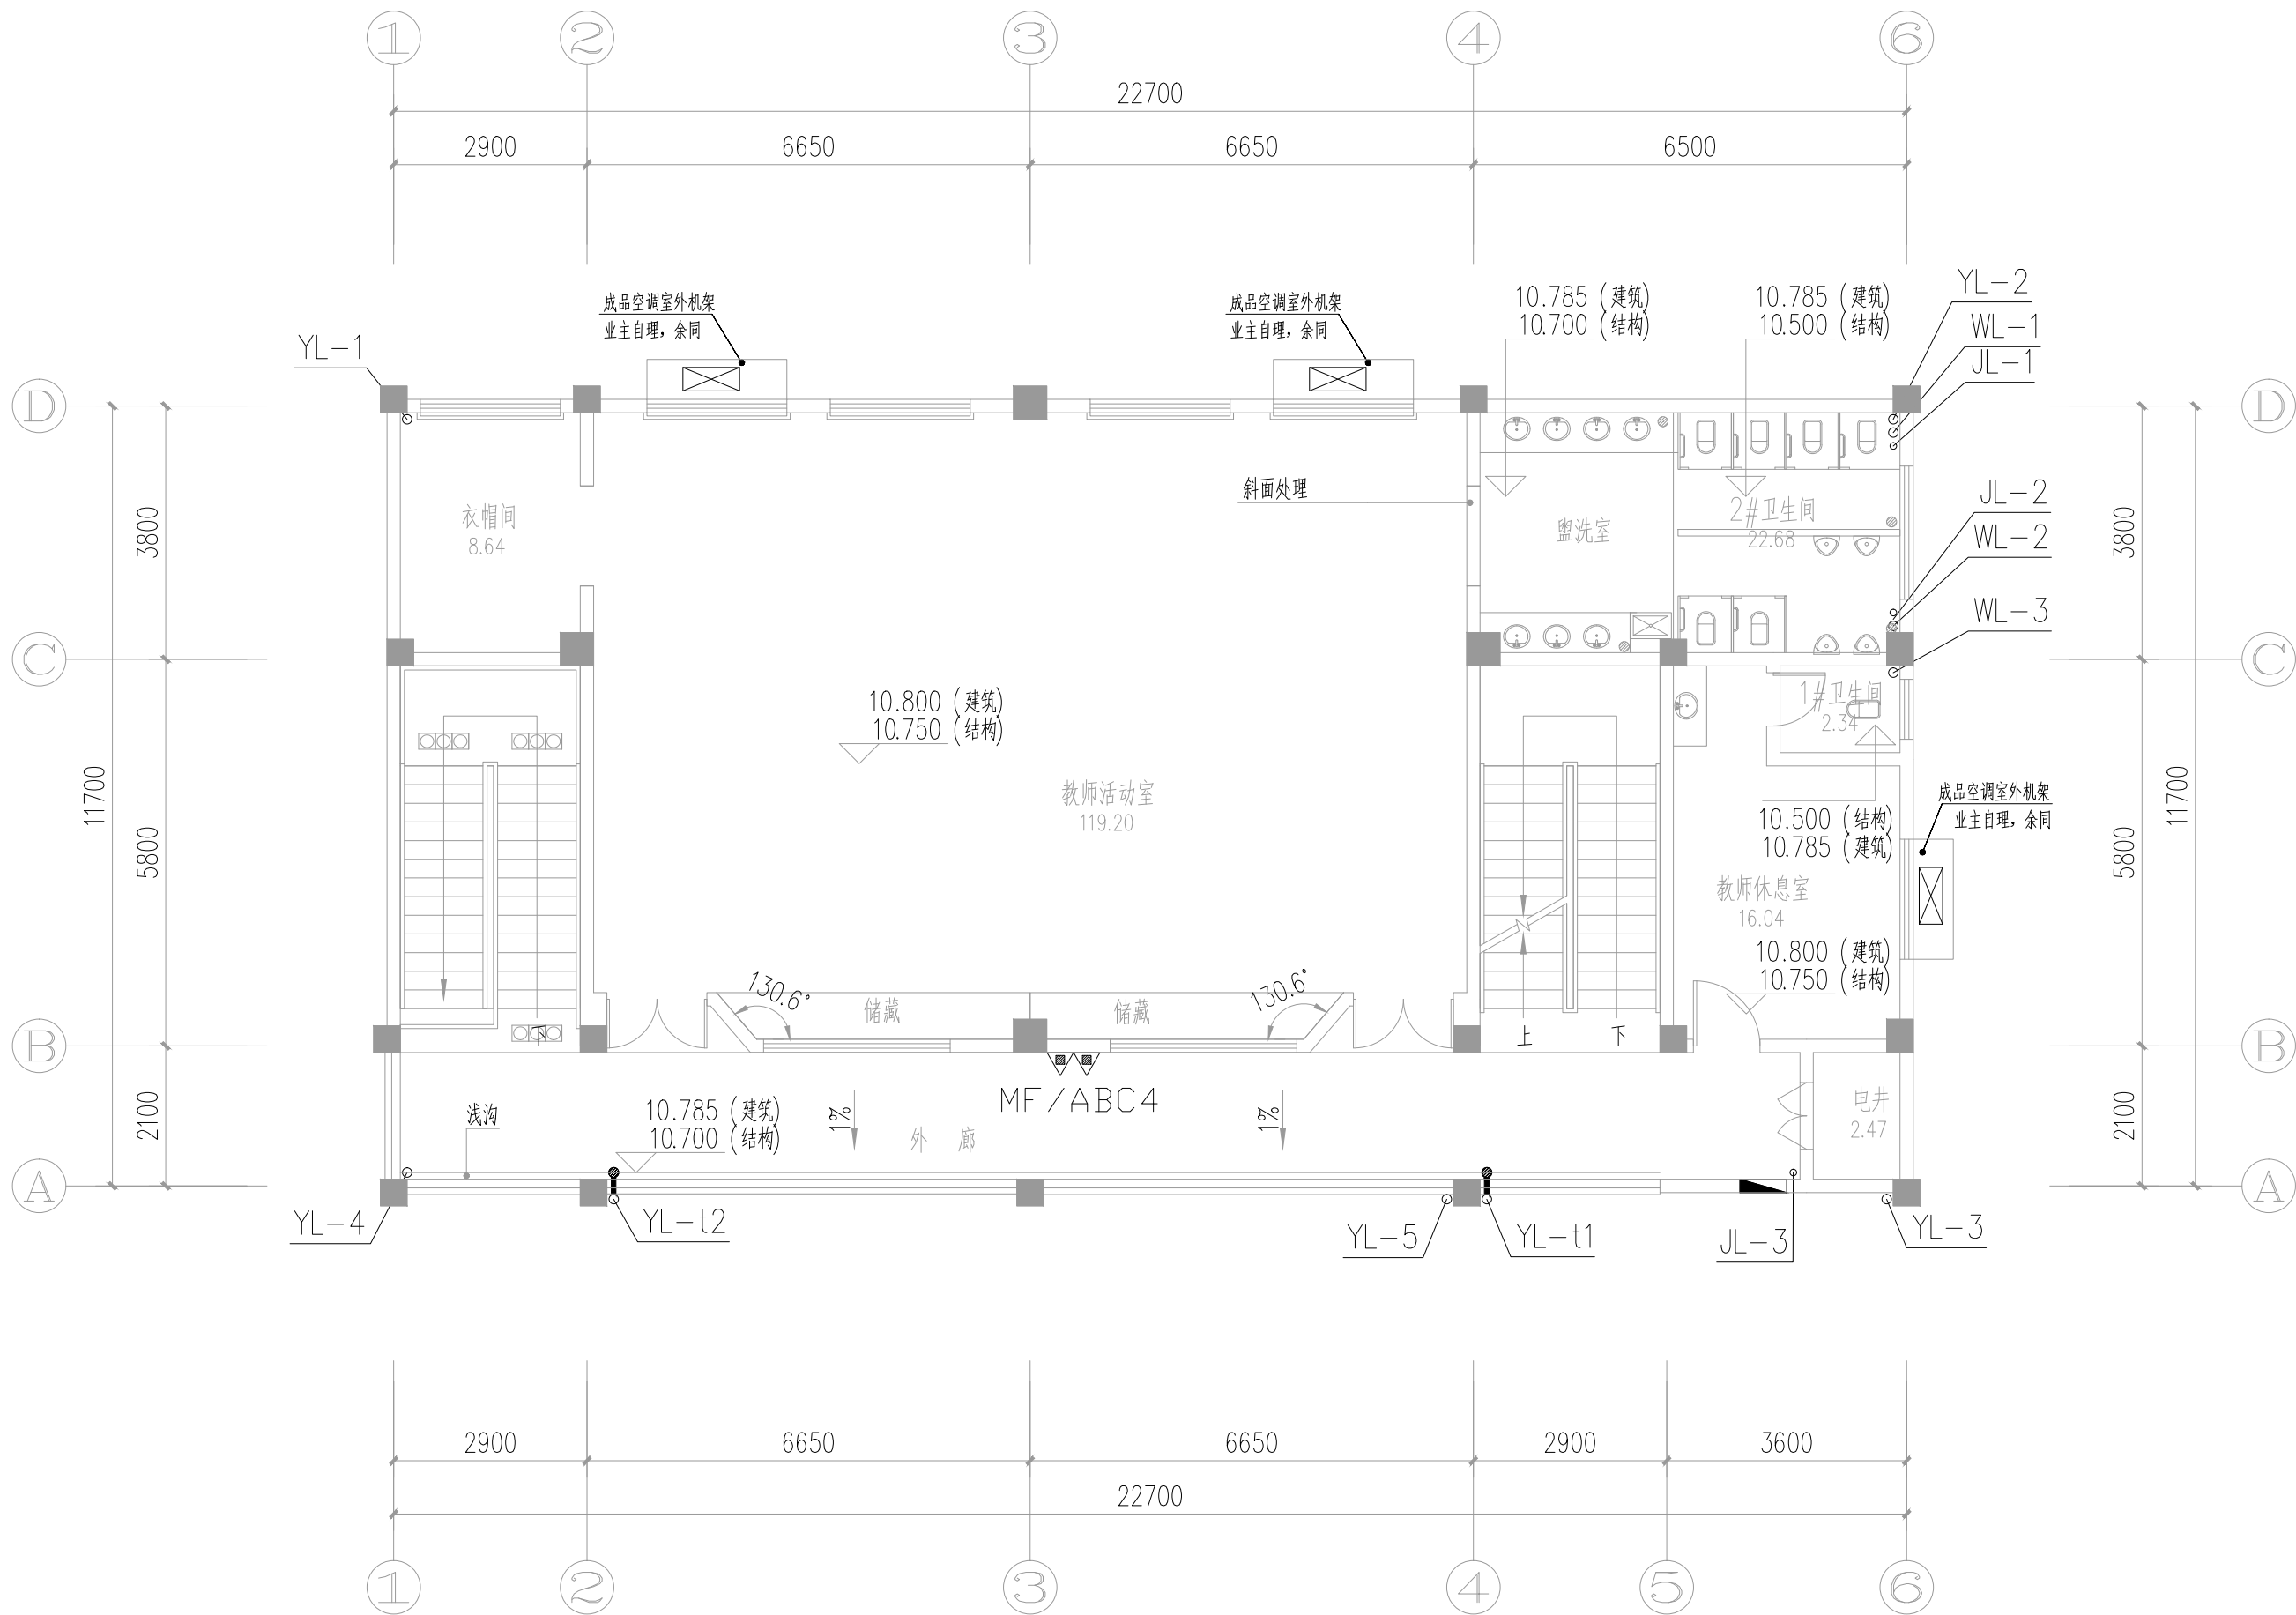 1 2 3 4 6
22700
2900 6650 6650 6500
成品空调室外机架
业主自理，余同
成品空调室外机架
业主自理，余同
10.785 (建筑)
10.700 (结构)
10.785 (建筑)
10.500 (结构)
YL-2
WL-1
JL-1
YL-1
D
D
3800
3800
斜面处理
衣帽间
8.64
盥洗室
2#卫生间
22.68
JL-2
WL-2
WL-3
C
C
10.800 (建筑)
10.750 (结构)
1#卫生间
2.34
11700
11700
5800
5800
教师活动室
119.20
成品空调室外机架
业主自理，余同
10.500 (结构)
10.785 (建筑)
教师休息室
16.04
10.800 (建筑)
10.750 (结构)
130.6°
130.6°
储藏
储藏
下
上
下
B
B
MF/ABC4
2100
2100
浅沟
10.785 (建筑)
10.700 (结构)
1%
1%
外 廊
电井
2.47
A
A
YL-4
YL-t2
YL-5
YL-t1
JL-3
YL-3
2900 6650 6650 2900 3600
22700
1 2 3 4 5 6